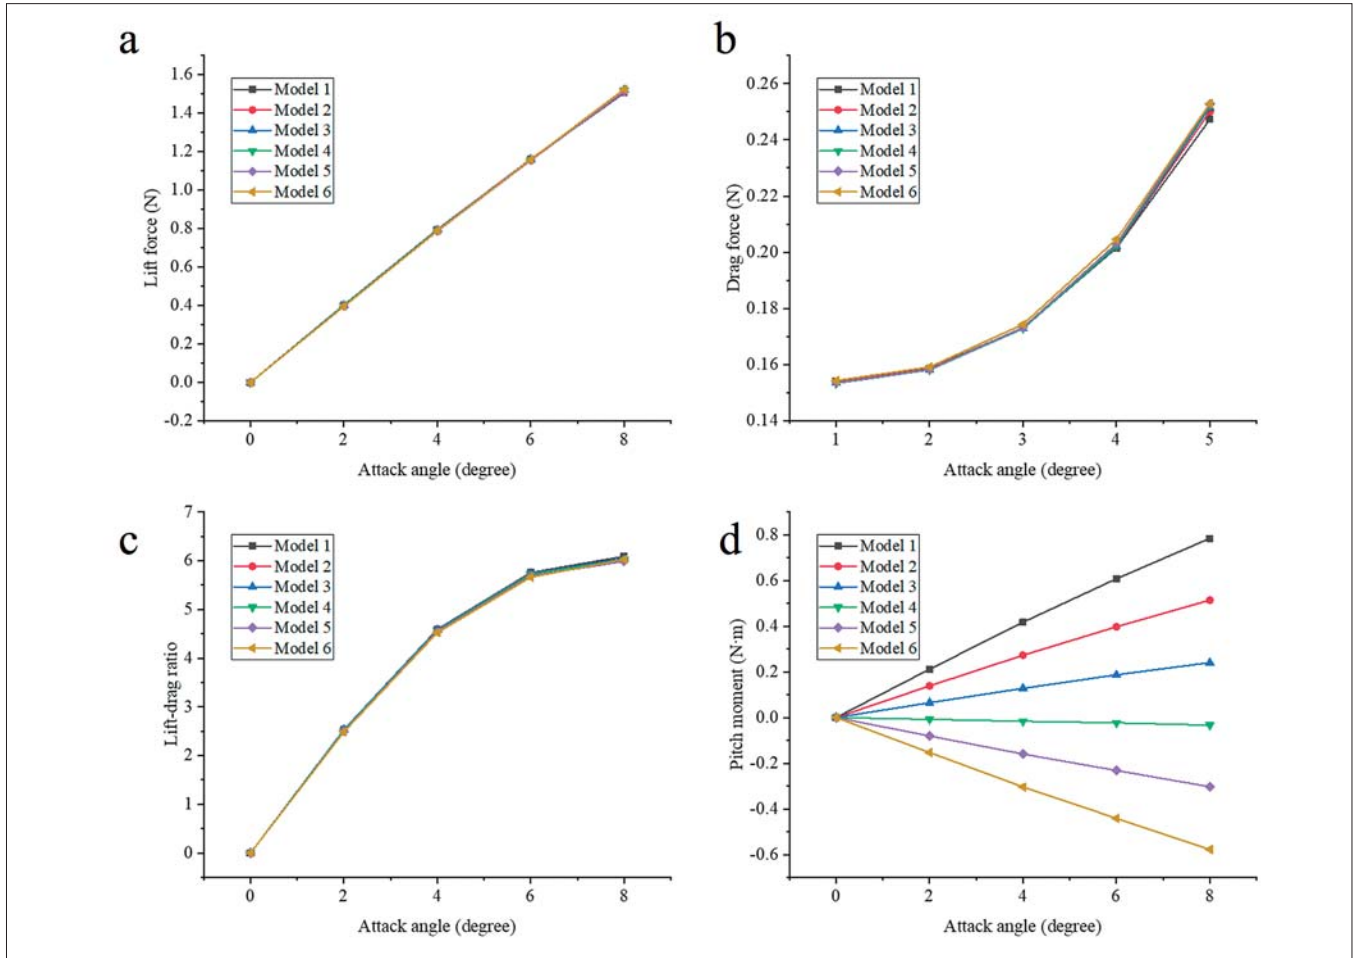 a
1.6
1.4
1.2
1.0
0.8
0.6
0.4
0.2
0.0
-0.2
Lift force (N)
Model 1
Model 2
Model 3
Model 4
Model 5
Model 6
0 2 4 6 8
Attack angle (degree)
b
0.26
0.24
0.22
0.20
0.18
0.16
0.14
Drag force (N)
Model 1
Model 2
Model 3
Model 4
Model 5
Model 6
1 2 3 4 5
Attack angle (degree)
c
7
6
5
4
3
2
1
0
Lift-drag ratio
Model 1
Model 2
Model 3
Model 4
Model 5
Model 6
0 2 4 6 8
Attack angle (degree)
d
0.8
0.6
0.4
0.2
0.0
-0.2
-0.4
-0.6
Pitch moment (N·m)
Model 1
Model 2
Model 3
Model 4
Model 5
Model 6
0 2 4 6 8
Attack angle (degree)